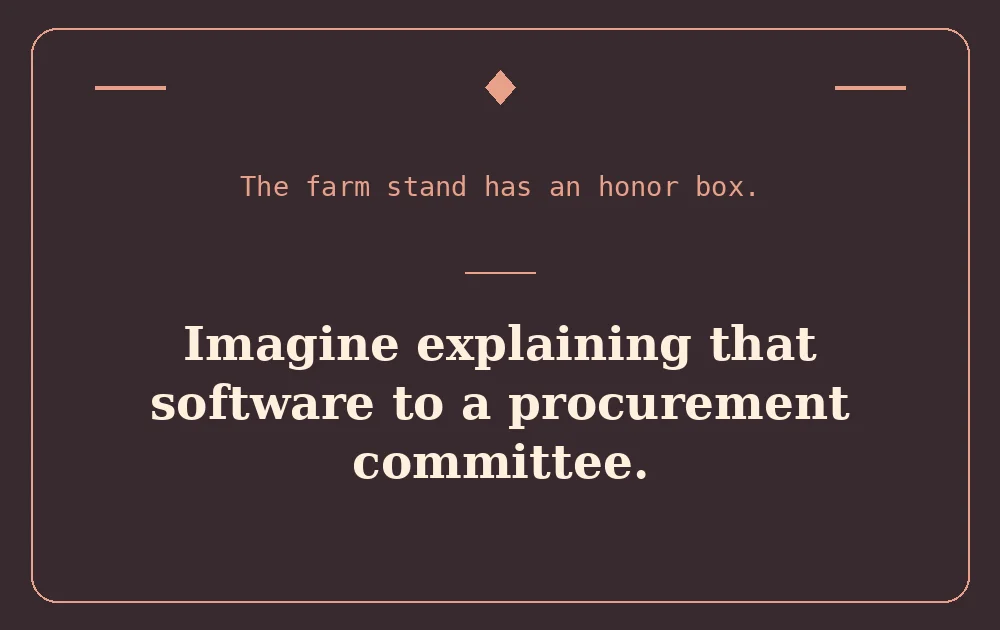 The farm stand has an honor box.
Imagine explaining that
software to a procurement
committee.